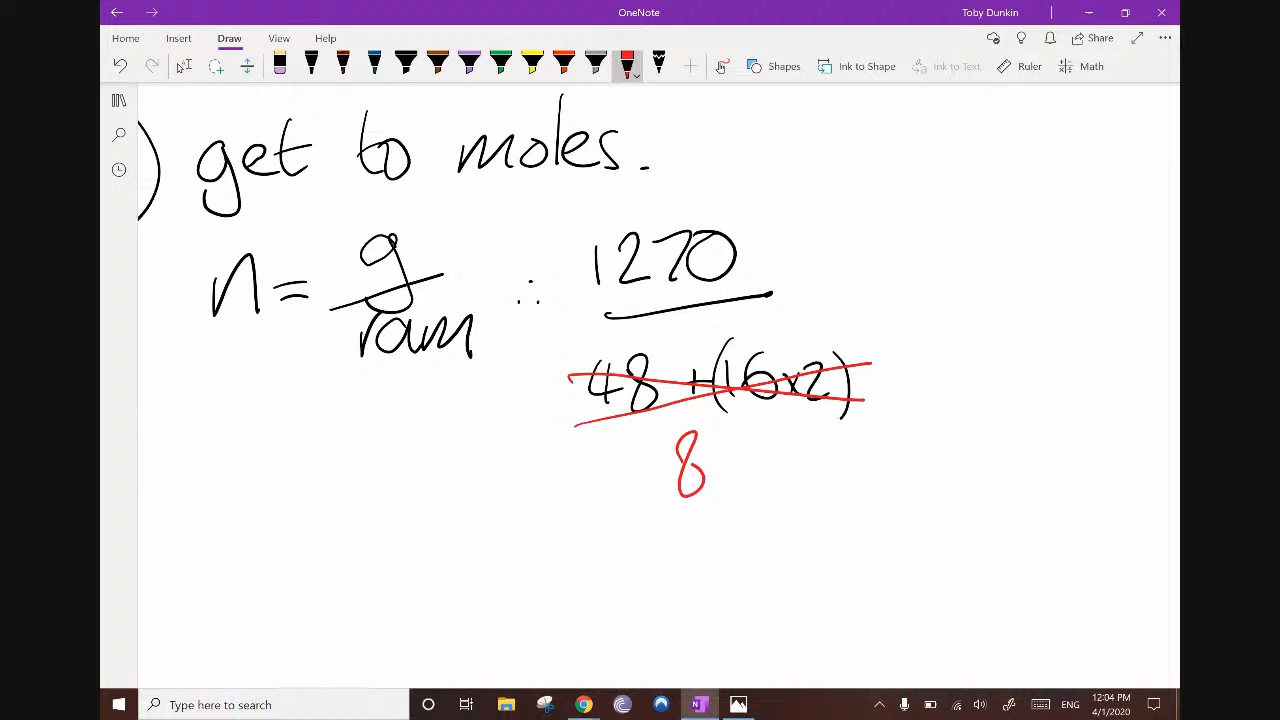 OneNote
Toby Dunkin
Home Insert Draw View Help
Share
Shapes Ink to Shape Ink to Text Ruler Math
) get to moles.
n = g/ram ∴ 1270
48 + (16x2)
8
Type here to search
ENG
12:04 PM
4/1/2020